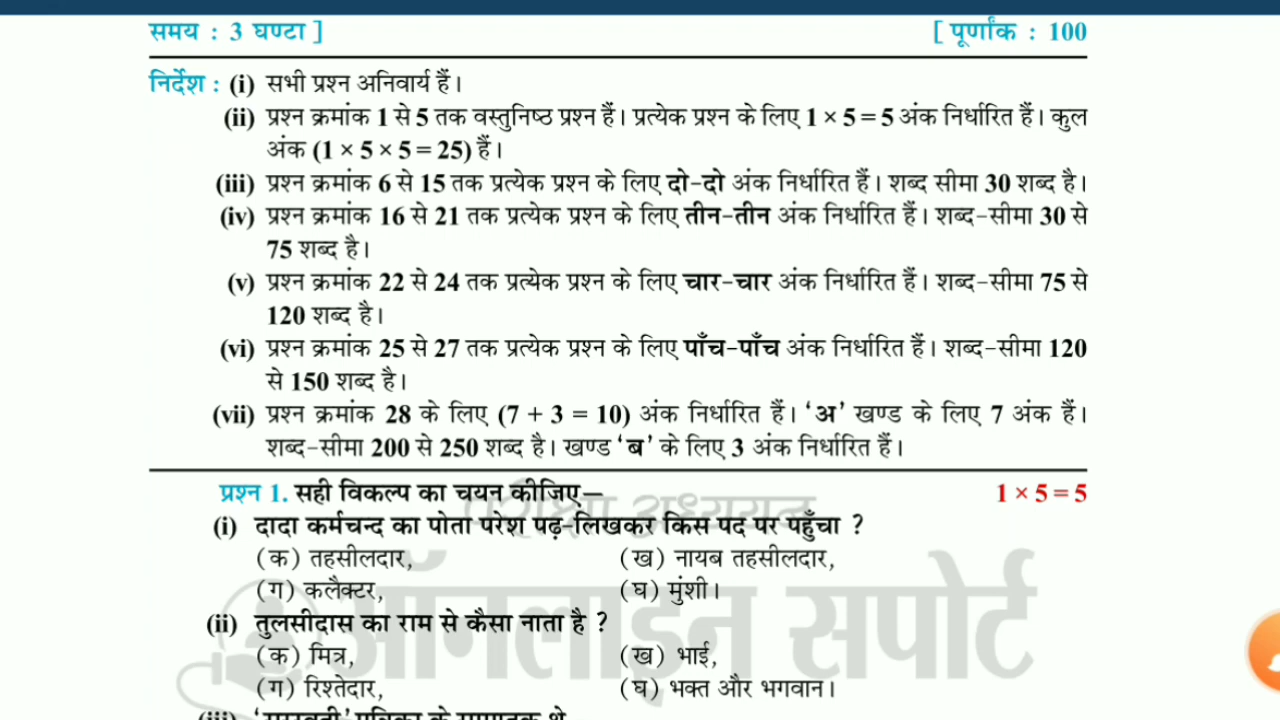 समय : 3 घण्टा ] [ पूर्णांक : 100
निर्देश : (i) सभी प्रश्न अनिवार्य हैं।
(ii) प्रश्न क्रमांक 1 से 5 तक वस्तुनिष्ठ प्रश्न हैं। प्रत्येक प्रश्न के लिए 1 × 5 = 5 अंक निर्धारित हैं। कुल
अंक (1 × 5 × 5 = 25) हैं।
(iii) प्रश्न क्रमांक 6 से 15 तक प्रत्येक प्रश्न के लिए दो-दो अंक निर्धारित हैं। शब्द सीमा 30 शब्द है।
(iv) प्रश्न क्रमांक 16 से 21 तक प्रत्येक प्रश्न के लिए तीन-तीन अंक निर्धारित हैं। शब्द-सीमा 30 से
75 शब्द है।
(v) प्रश्न क्रमांक 22 से 24 तक प्रत्येक प्रश्न के लिए चार-चार अंक निर्धारित हैं। शब्द-सीमा 75 से
120 शब्द है।
(vi) प्रश्न क्रमांक 25 से 27 तक प्रत्येक प्रश्न के लिए पाँच-पाँच अंक निर्धारित हैं। शब्द-सीमा 120
से 150 शब्द है।
(vii) प्रश्न क्रमांक 28 के लिए (7 + 3 = 10) अंक निर्धारित हैं। ‘अ’ खण्ड के लिए 7 अंक हैं।
शब्द-सीमा 200 से 250 शब्द है। खण्ड ‘ब’ के लिए 3 अंक निर्धारित हैं।
प्रश्न 1. सही विकल्प का चयन कीजिए— 1 × 5 = 5
(i) दादा कर्मचन्द का पोता परेश पढ़-लिखकर किस पद पर पहुँचा ?
(क) तहसीलदार, (ख) नायब तहसीलदार,
(ग) कलैक्टर, (घ) मुंशी।
(ii) तुलसीदास का राम से कैसा नाता है ?
(क) मित्र, (ख) भाई,
(ग) रिश्तेदार, (घ) भक्त और भगवान।
ऑनलाइन सपोर्ट